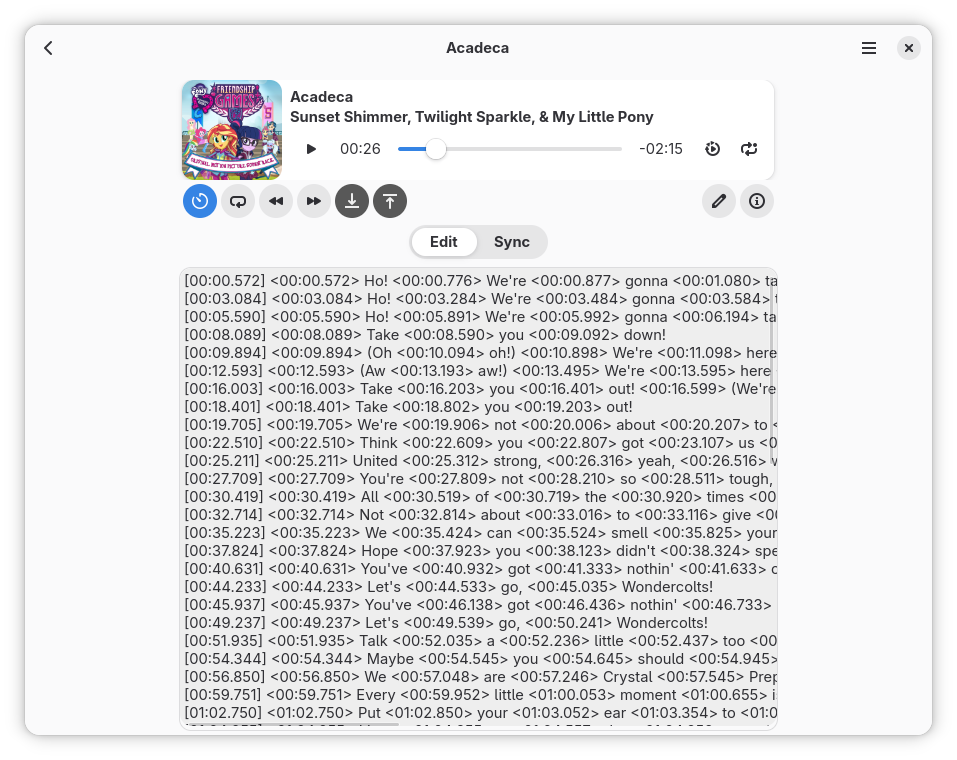 Acadeca
FRIENDSHIP
GAMES
Acadeca
Sunset Shimmer, Twilight Sparkle, & My Little Pony
00:26
-02:15
Edit
Sync
[00:00.572] <00:00.572> Ho! <00:00.776> We're <00:00.877> gonna <00:01.080> ta
[00:03.084] <00:03.084> Ho! <00:03.284> We're <00:03.484> gonna <00:03.584> t
[00:05.590] <00:05.590> Ho! <00:05.891> We're <00:05.992> gonna <00:06.194> ta
[00:08.089] <00:08.089> Take <00:08.590> you <00:09.092> down!
[00:09.894] <00:09.894> (Oh <00:10.094> oh!) <00:10.898> We're <00:11.098> here
[00:12.593] <00:12.593> (Aw <00:13.193> aw!) <00:13.495> We're <00:13.595> here
[00:16.003] <00:16.003> Take <00:16.203> you <00:16.401> out! <00:16.599> (We're
[00:18.401] <00:18.401> Take <00:18.802> you <00:19.203> out!
[00:19.705] <00:19.705> We're <00:19.906> not <00:20.006> about <00:20.207> to <
[00:22.510] <00:22.510> Think <00:22.609> you <00:22.807> got <00:23.107> us <0
[00:25.211] <00:25.211> United <00:25.312> strong, <00:26.316> yeah, <00:26.516>
[00:27.709] <00:27.709> You're <00:27.809> not <00:28.210> so <00:28.511> tough,
[00:30.419] <00:30.419> All <00:30.519> of <00:30.719> the <00:30.920> times <00
[00:32.714] <00:32.714> Not <00:32.814> about <00:33.016> to <00:33.116> give <00
[00:35.223] <00:35.223> We <00:35.424> can <00:35.524> smell <00:35.825> your
[00:37.824] <00:37.824> Hope <00:37.923> you <00:38.123> didn't <00:38.324> spe
[00:40.631] <00:40.631> You've <00:40.932> got <00:41.333> nothin' <00:41.633>
[00:44.233] <00:44.233> Let's <00:44.533> go, <00:45.035> Wondercolts!
[00:45.937] <00:45.937> You've <00:46.138> got <00:46.436> nothin' <00:46.733>
[00:49.237] <00:49.237> Let's <00:49.539> go, <00:50.241> Wondercolts!
[00:51.935] <00:51.935> Talk <00:52.035> a <00:52.236> little <00:52.437> too <00
[00:54.344] <00:54.344> Maybe <00:54.545> you <00:54.645> should <00:54.945>
[00:56.850] <00:56.850> We <00:57.048> are <00:57.246> Crystal <00:57.545> Prep
[00:59.751] <00:59.751> Every <00:59.952> little <01:00.053> moment <01:00.655> i
[01:02.750] <01:02.750> Put <01:02.850> your <01:03.052> ear <01:03.354> to <01:0